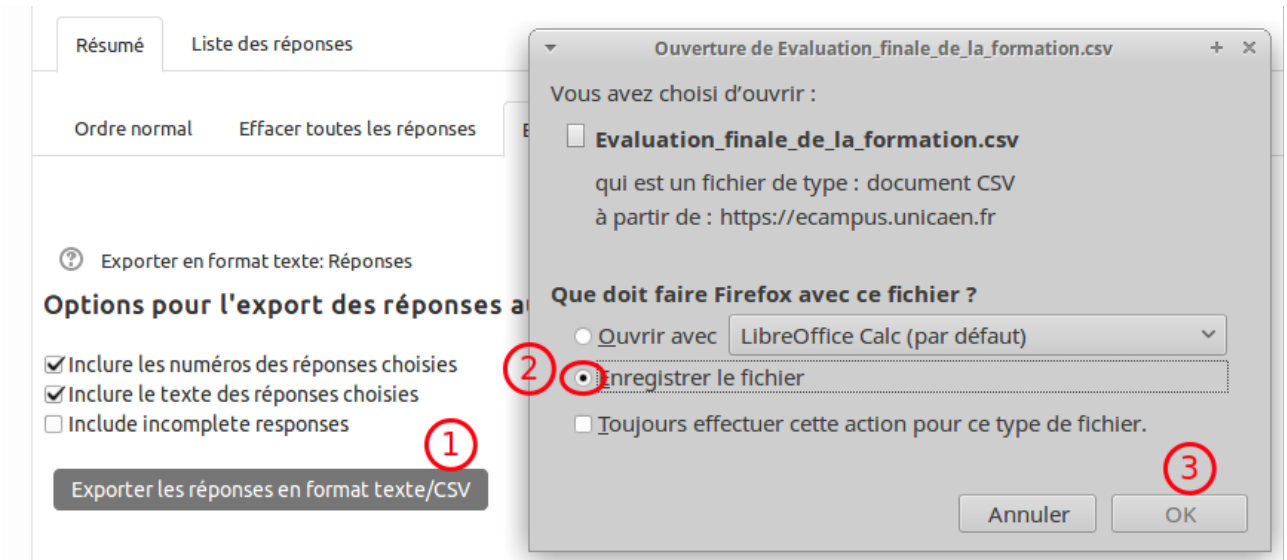 Résumé
Liste des réponses
Ordre normal
Effacer toutes les réponses
Exporter en format texte: Réponses
Options pour l'export des réponses
Inclure les numéros des réponses choisies
Inclure le texte des réponses choisies
Include incomplete responses
1
Exporter les réponses en format texte/CSV
Ouverture de Evaluation_finale_de_la_formation.csv
Vous avez choisi d’ouvrir :
Evaluation_finale_de_la_formation.csv
qui est un fichier de type : document CSV
à partir de : https://ecampus.unicaen.fr
Que doit faire Firefox avec ce fichier ?
Ouvrir avec
LibreOffice Calc (par défaut)
2
Enregistrer le fichier
Toujours effectuer cette action pour ce type de fichier.
3
Annuler
OK